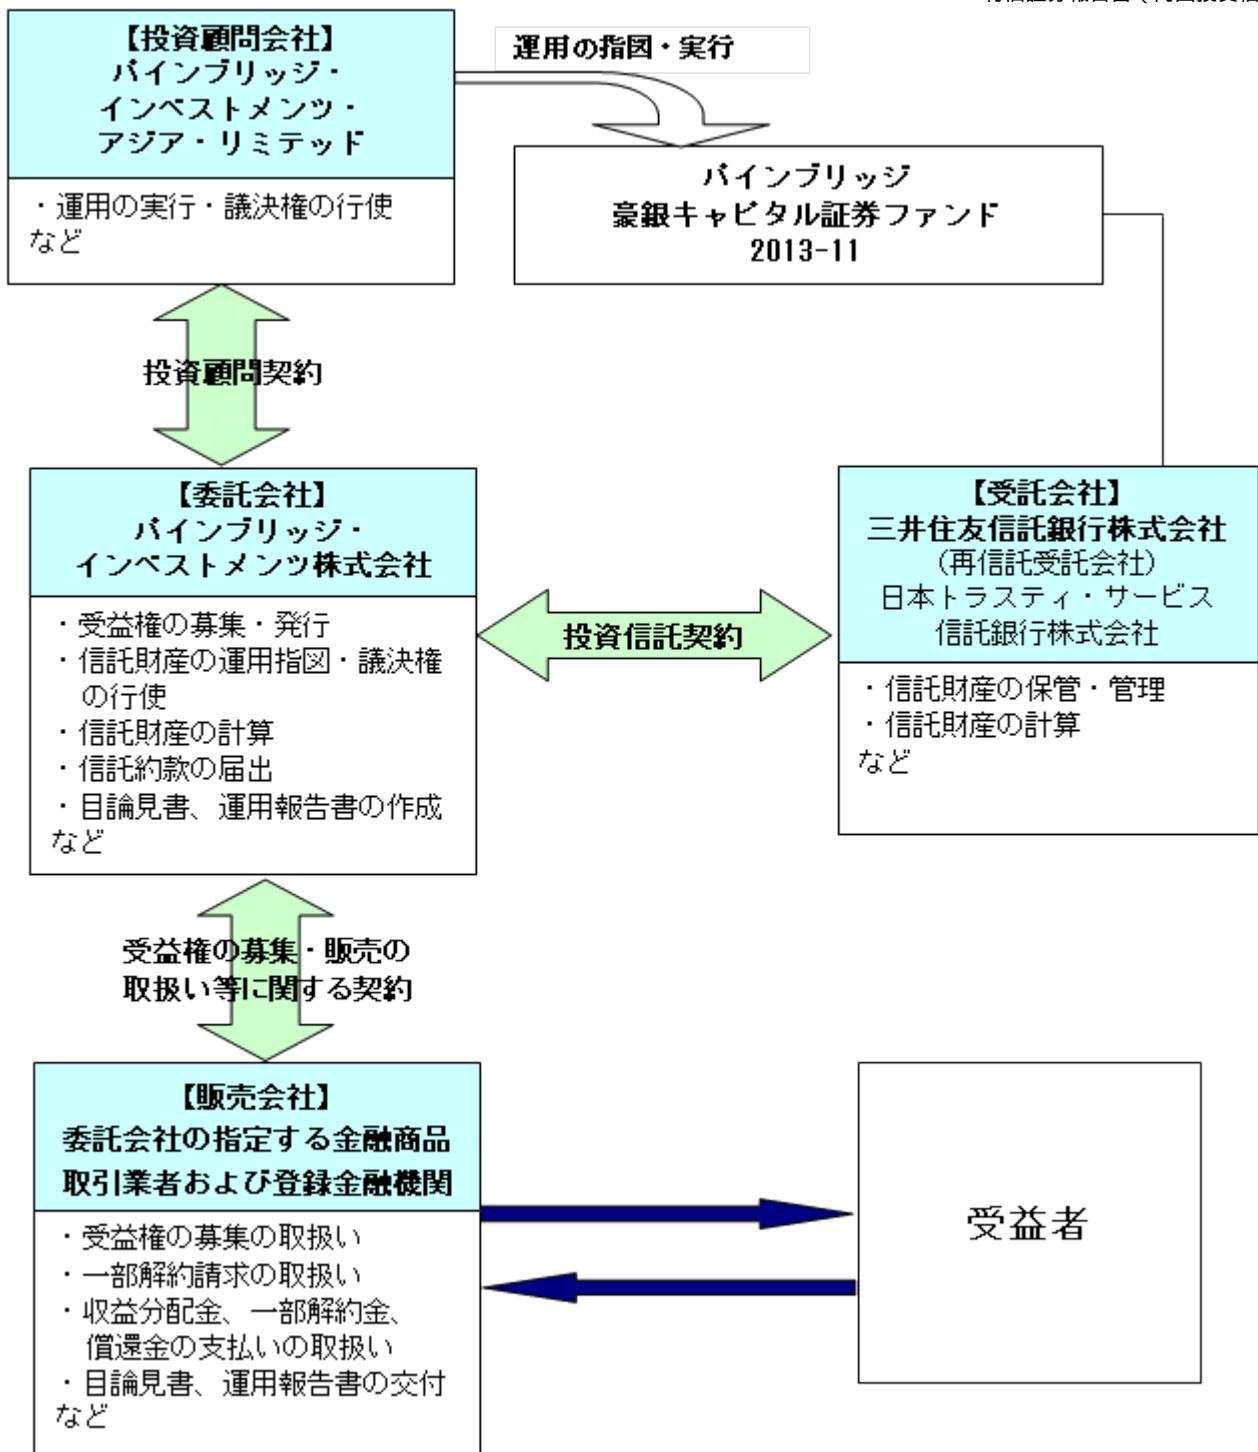 【投資顧問会社】
パインブリッジ・
インベストメンツ・
アジア・リミテッド
・運用の実行・議決権の行使
など
運用の指図・実行
パインブリッジ
豪銀キャピタル証券ファンド
2013-11
投資顧問契約
【委託会社】
パインブリッジ・
インベストメンツ株式会社
・受益権の募集・発行
・信託財産の運用指図・議決権
の行使
・信託財産の計算
・信託約款の届出
・目論見書、運用報告書の作成
など
投資信託契約
【受託会社】
三井住友信託銀行株式会社
(再信託受託会社)
日本トラスティ・サービス
信託銀行株式会社
・信託財産の保管・管理
・信託財産の計算
など
受益権の募集・販売の
取扱い等に関する契約
【販売会社】
委託会社の指定する金融商品
取引業者および登録金融機関
・受益権の募集の取扱い
・一部解約請求の取扱い
・収益分配金、一部解約金、
償還金の支払いの取扱い
・目論見書、運用報告書の交付
など
受益者